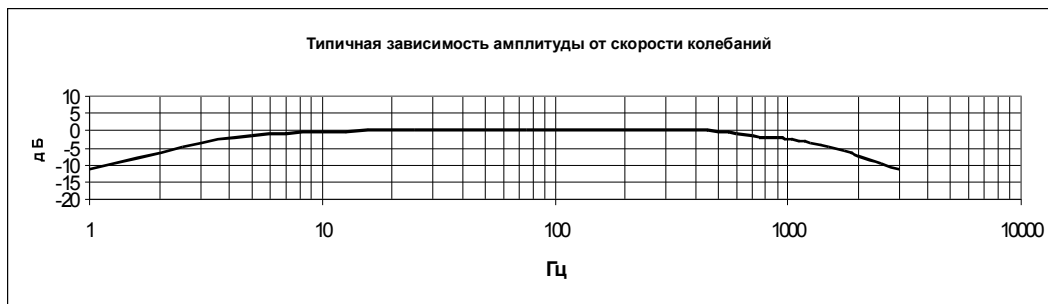 Типичная зависимость амплитуды от скорости колебаний
10
5
0
-5
-10
-15
-20
дБ
1 10 100 1000 10000
Гц